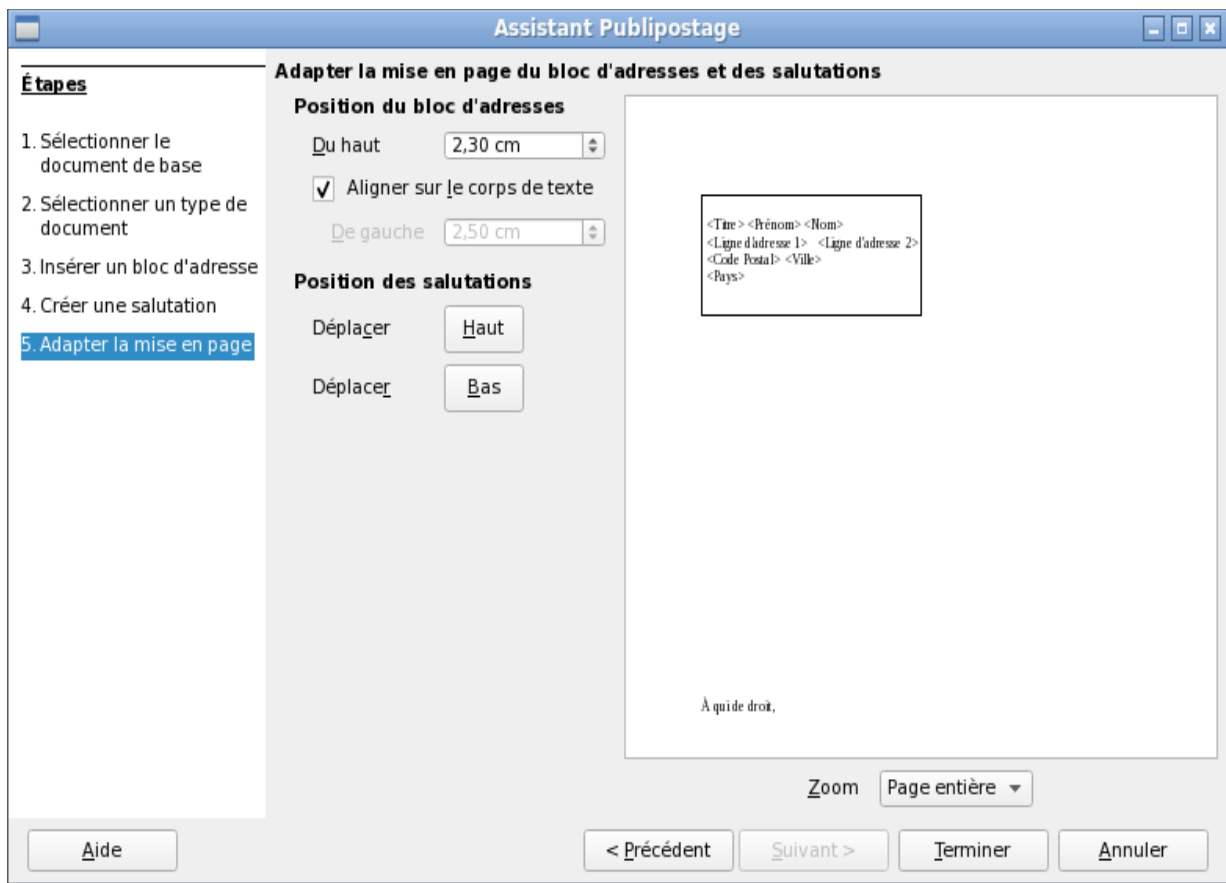 Assistant Publipostage
Étapes
1. Sélectionner le
document de base
2. Sélectionner un type de
document
3. Insérer un bloc d'adresse
4. Créer une salutation
5. Adapter la mise en page
Adapter la mise en page du bloc d'adresses et des salutations
Position du bloc d'adresses
Du haut 2,30 cm
Aligner sur le corps de texte
De gauche 2,50 cm
Position des salutations
Déplacer Haut
Déplacer Bas
<Titre> <Prénom> <Nom>
<Ligne d'adresse 1> <Ligne d'adresse 2>
<Code Postal> <Ville>
<Pays>
À qui de droit,
Zoom Page entière
Aide < Précédent Suivant > Terminer Annuler